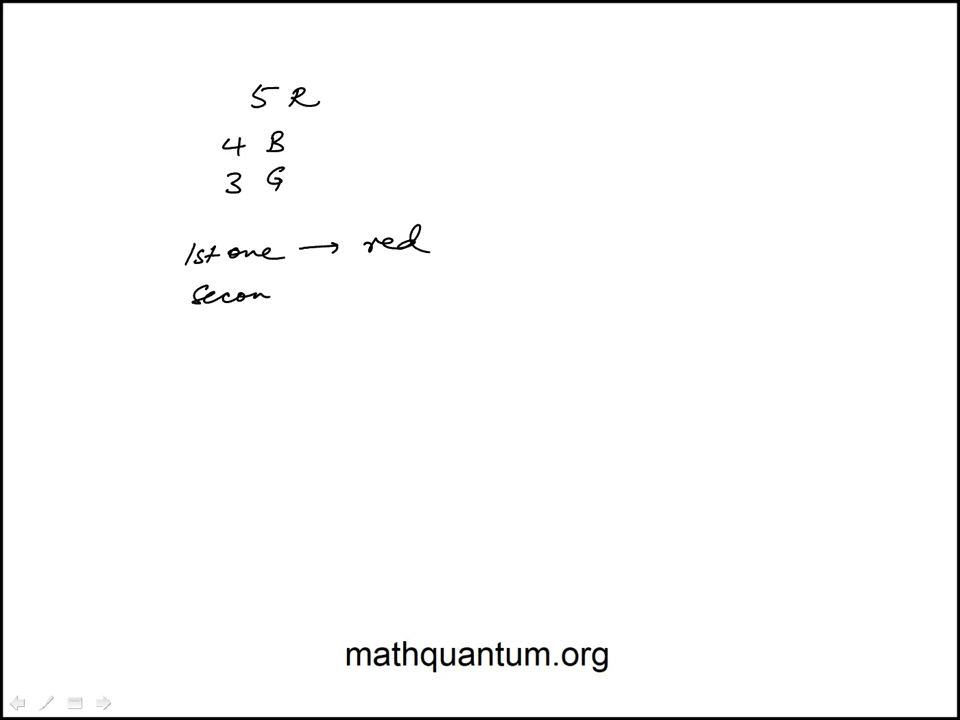 5 R
4 B
3 G
1st one → red
Secon
mathquantum.org